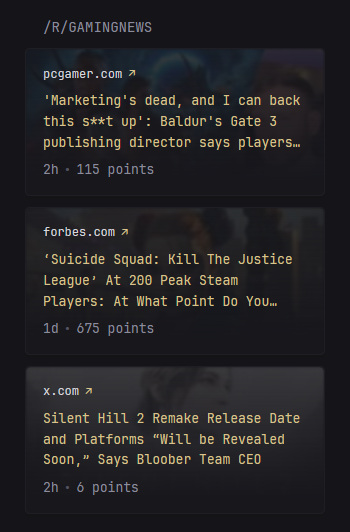 /R/GAMINGNEWS
pcgamer.com ↗
'Marketing's dead, and I can back
this s**t up': Baldur's Gate 3
publishing director says players…
2h • 115 points
forbes.com ↗
‘Suicide Squad: Kill The Justice
League’ At 200 Peak Steam
Players: At What Point Do You…
1d • 675 points
x.com ↗
Silent Hill 2 Remake Release Date
and Platforms “Will be Revealed
Soon,” Says Bloober Team CEO
2h • 6 points